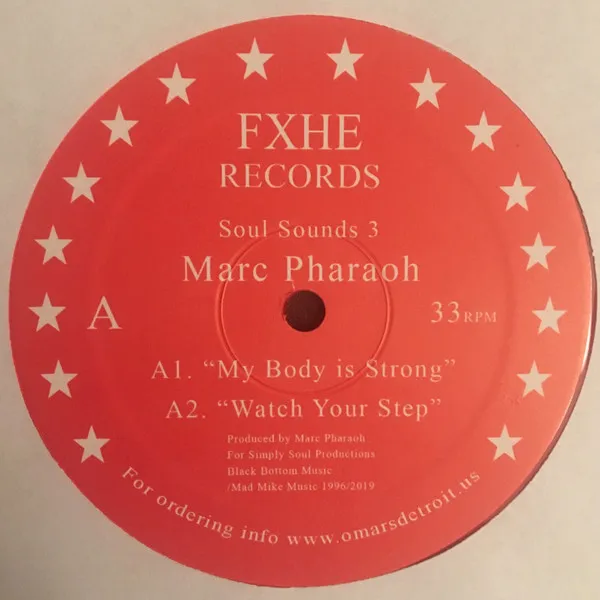 FXHE
RECORDS
Soul Sounds 3
Marc Pharaoh
A
33 RPM
A1. “My Body is Strong”
A2. “Watch Your Step”
Produced by Marc Pharaoh
For Simply Soul Productions
Black Bottom Music
/Mad Mike Music 1996/2019
For ordering info www.omarsdetroit.us